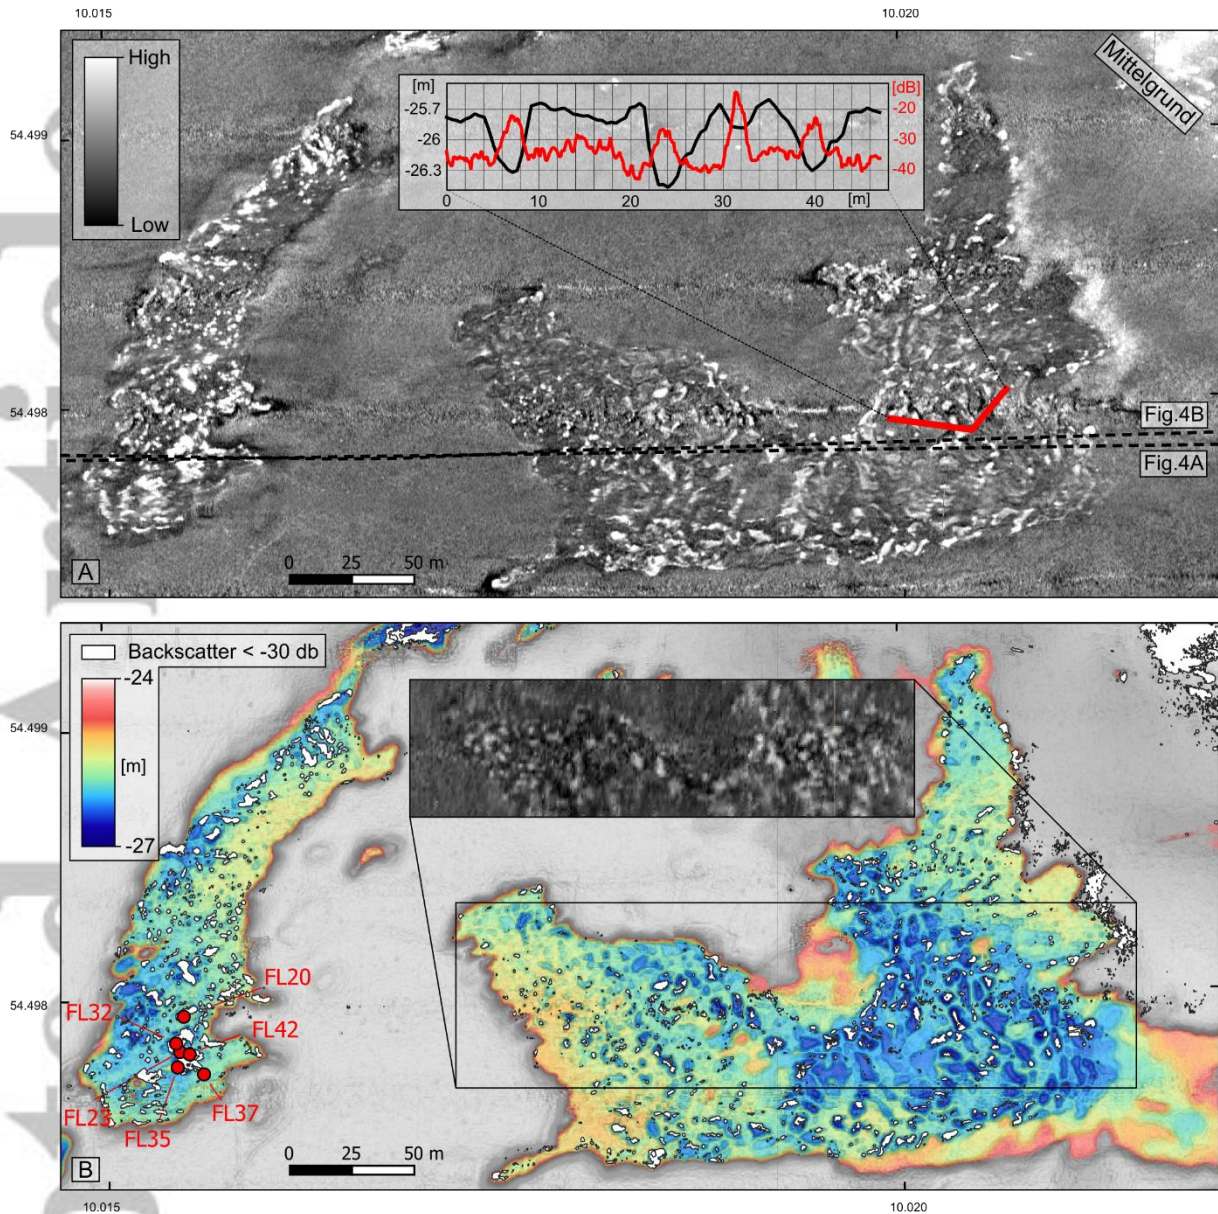 10.015
10.020
High
Low
Mittelgrund
[m]
[dB]
-25.7
-20
-26
-30
-26.3
-40
0
10
20
30
40
[m]
54.499
54.498
Fig.4B
Fig.4A
0
25
50 m
A
Backscatter < -30 db
-24
[m]
-27
54.499
54.498
FL20
FL32
FL42
FL23
FL35
FL37
0
25
50 m
B
10.015
10.020